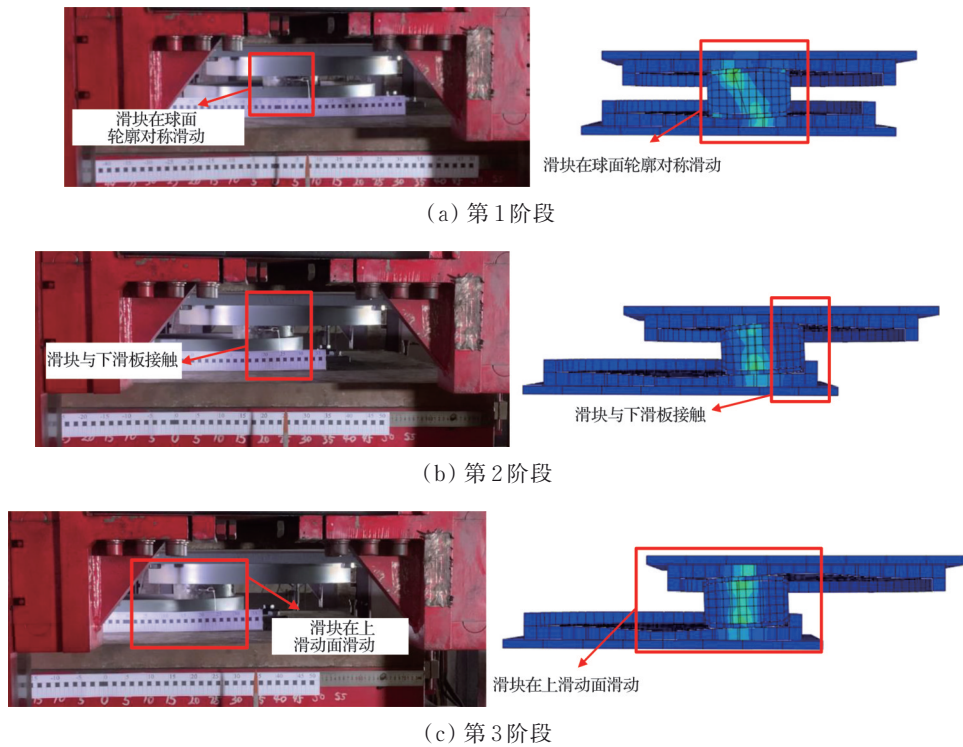 滑块在球面
轮廓对称滑动
滑块在球面轮廓对称滑动
(a) 第1阶段
滑块与下滑板接触
滑块与下滑板接触
(b) 第2阶段
滑块在上
滑动面滑动
滑块在上滑动面滑动
(c) 第3阶段